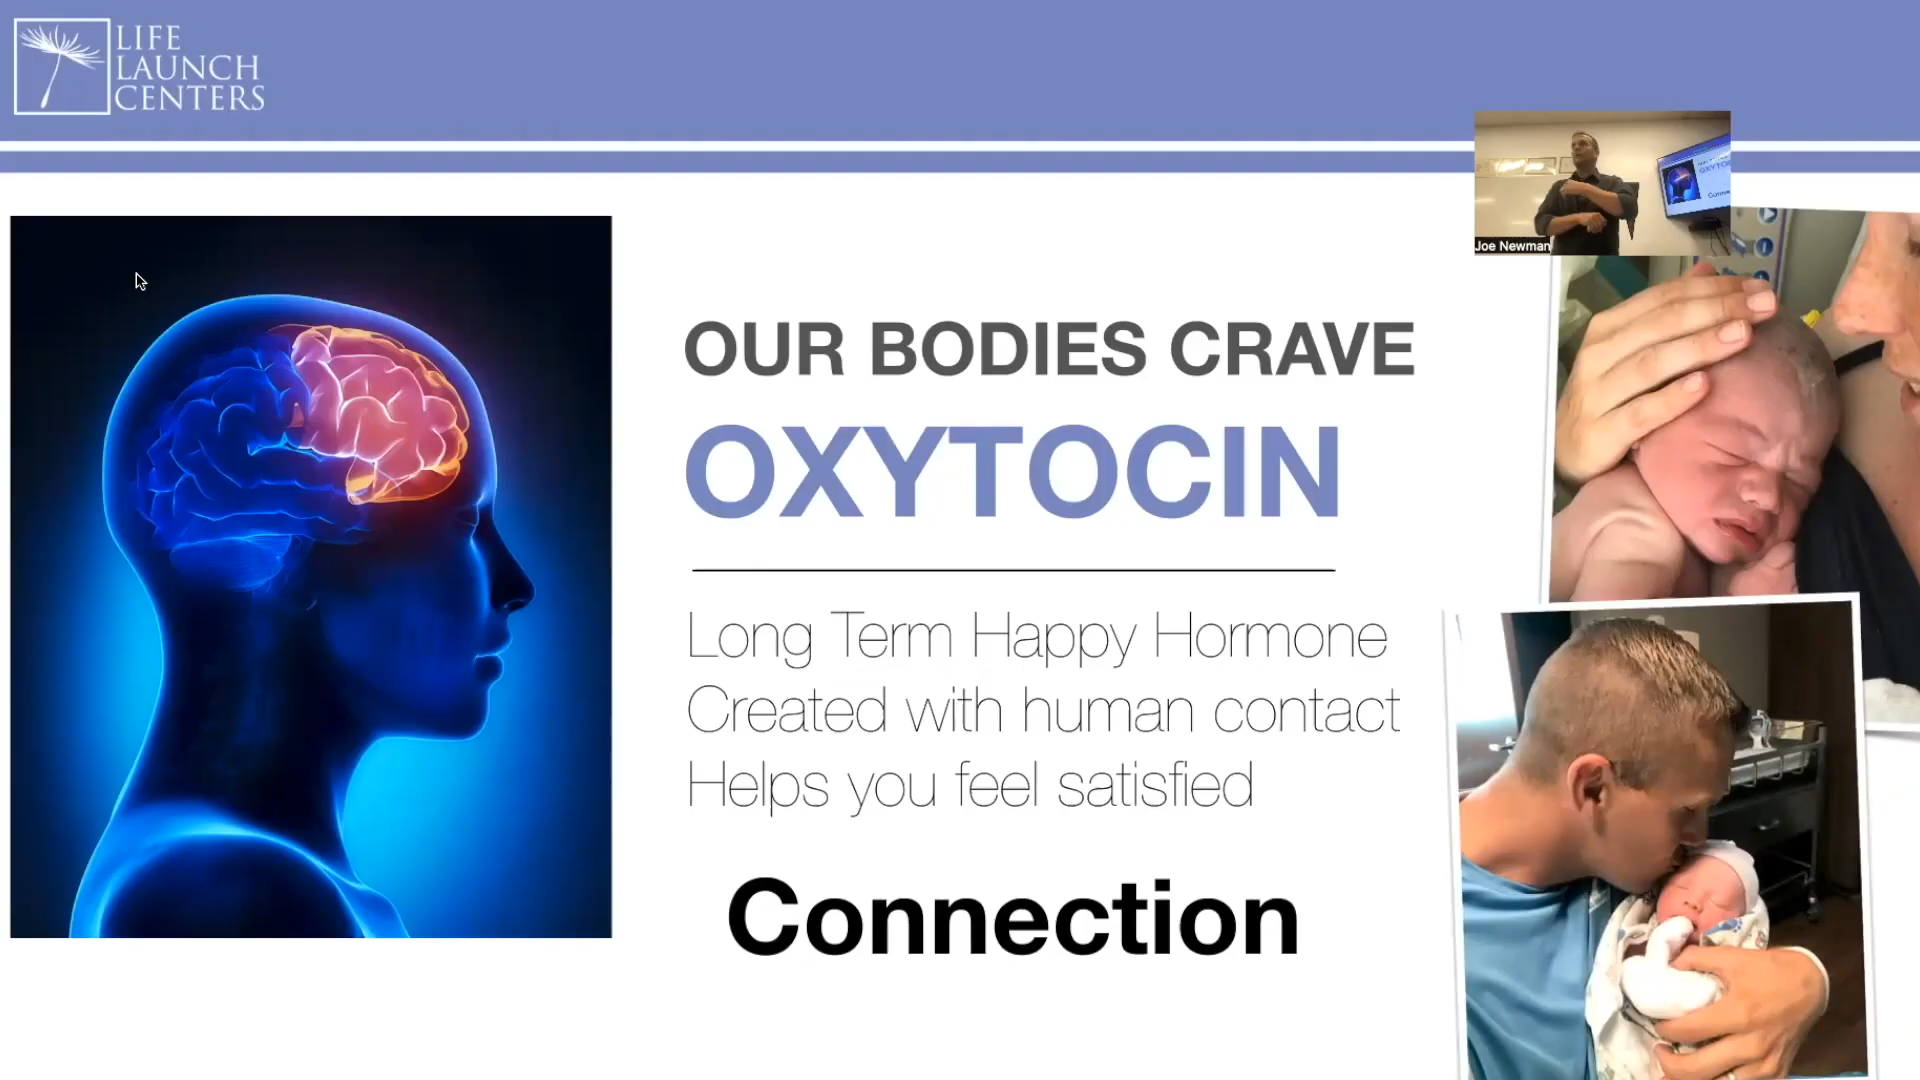 LIFE
LAUNCH
CENTERS
Joe Newman
OUR BODIES CRAVE
OXYTOCIN
Long Term Happy Hormone
Created with human contact
Helps you feel satisfied
Connection